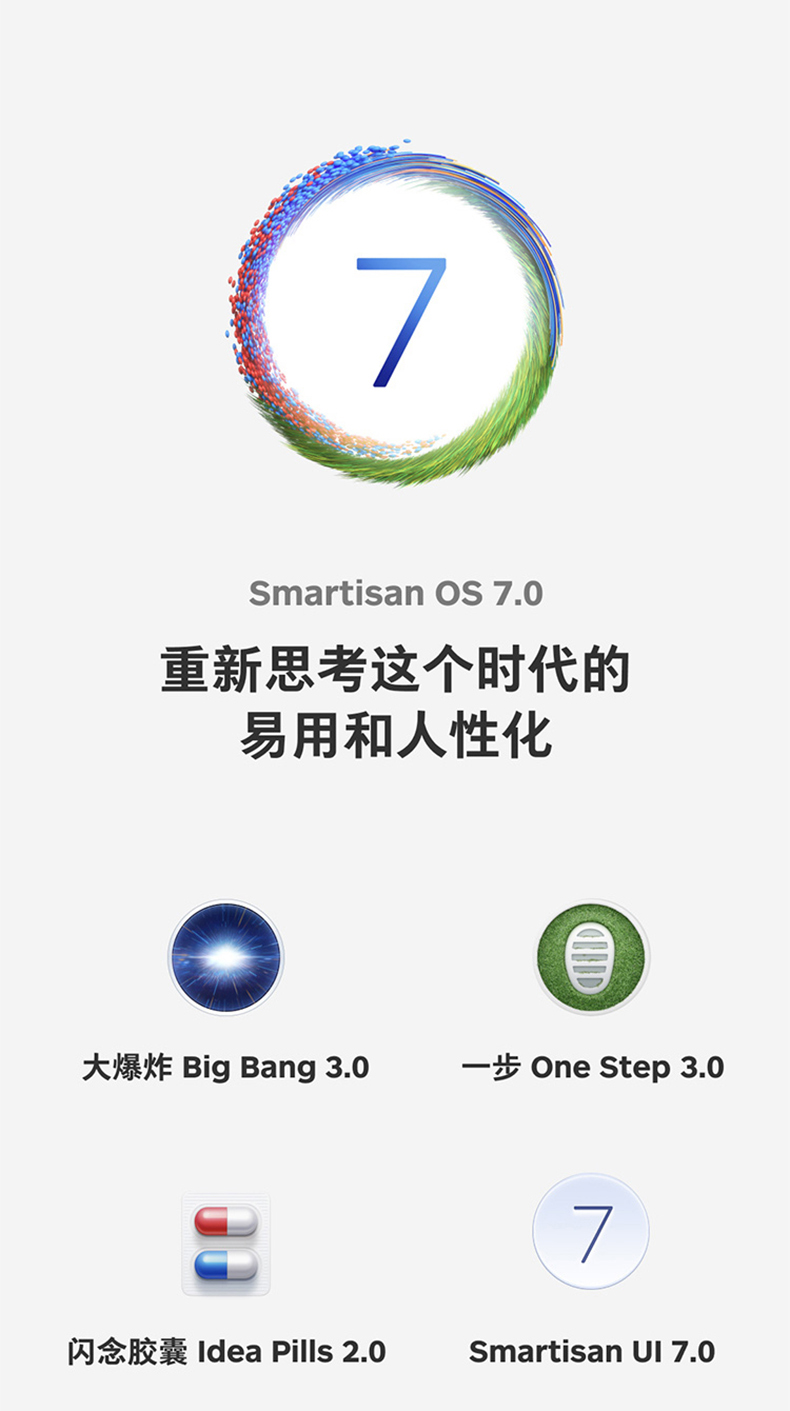 7
Smartisan OS 7.0
重新思考这个时代的
易用和人性化
大爆炸 Big Bang 3.0
一步 One Step 3.0
7
闪念胶囊 Idea Pills 2.0
Smartisan UI 7.0